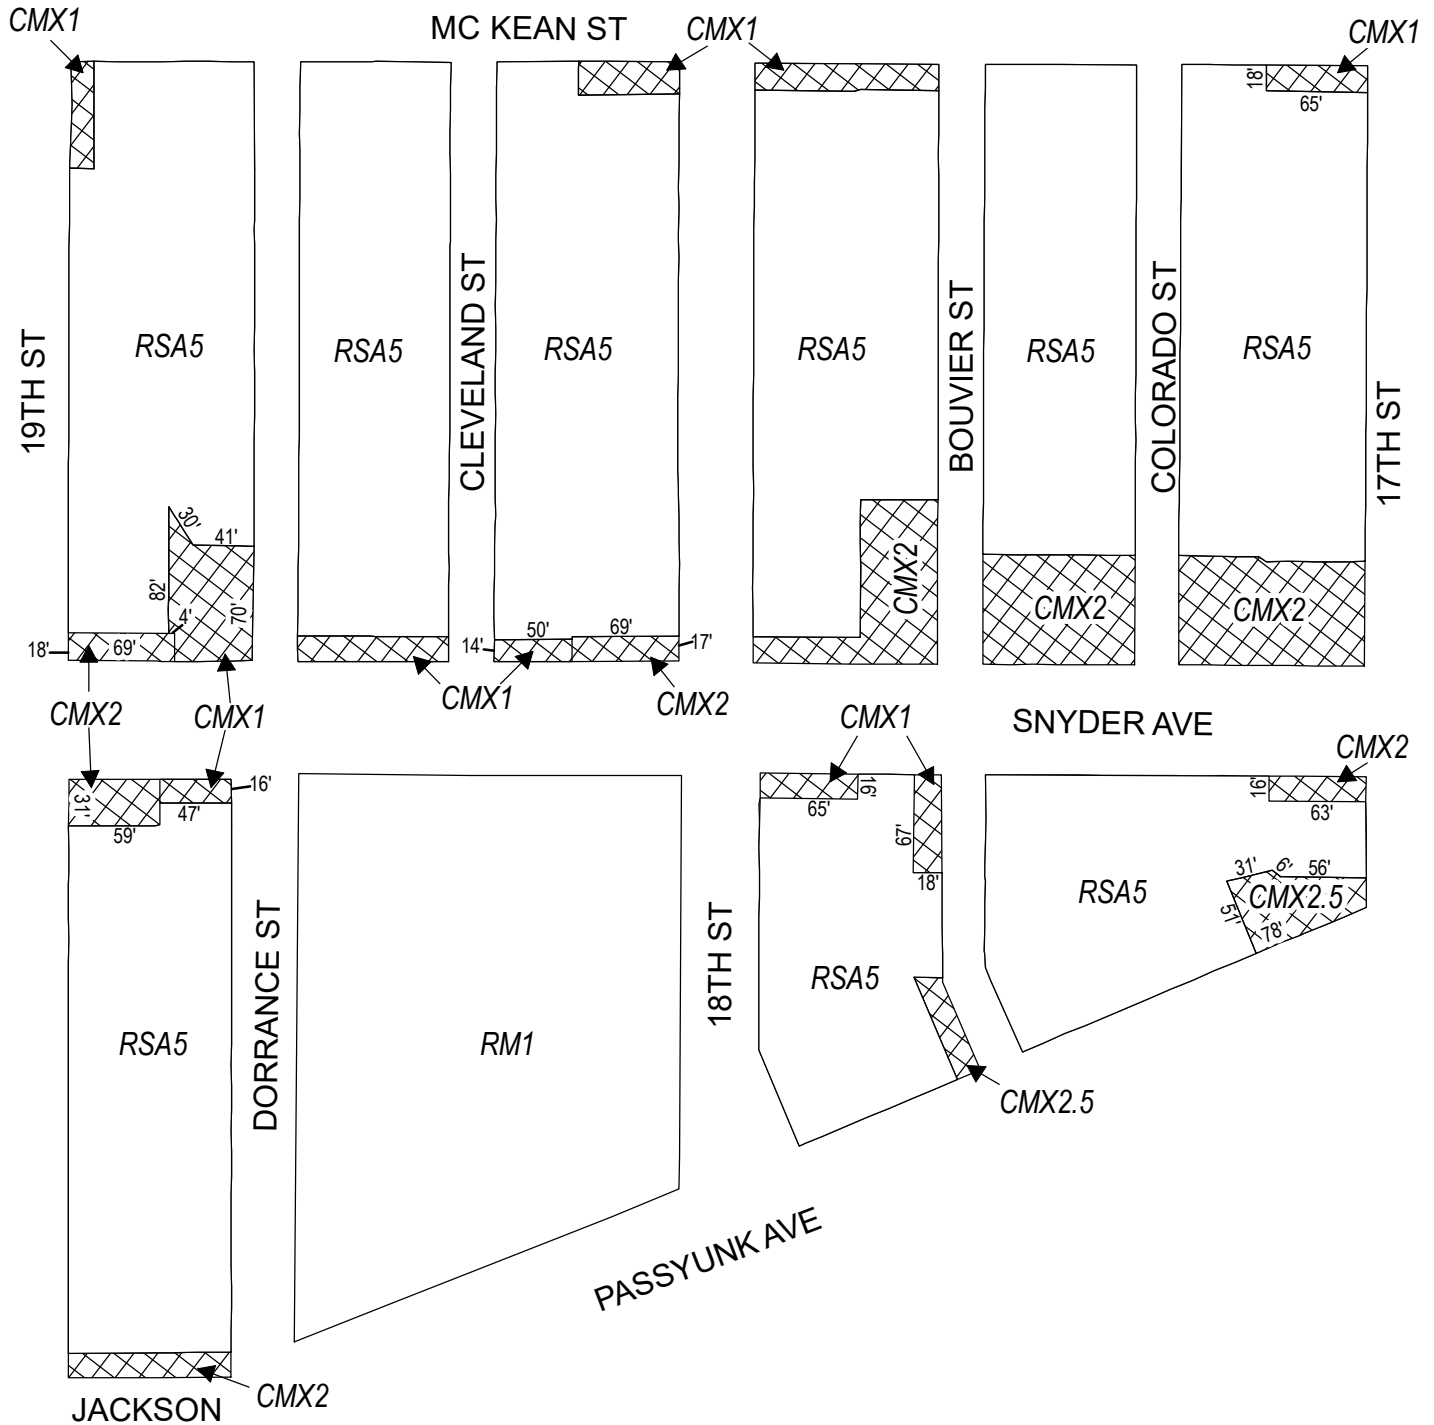 CMX1
MC KEAN ST
CMX1
CMX1
18'
65'
19TH ST
RSA5
RSA5
CLEVELAND ST
RSA5
RSA5
BOUVIER ST
RSA5
COLORADO ST
RSA5
17TH ST
30'
41'
82'
70'
4'
18'
69'
14'
50'
69'
17'
CMX2
CMX2
CMX2
CMX2
CMX1
CMX1
CMX2
CMX1
SNYDER AVE
CMX2
31'
59'
47'
16'
65'
16'
67'
18'
16'
63'
31'
6'
56'
CMX2.5
51'
78'
RSA5
DORRANCE ST
RM1
18TH ST
RSA5
RSA5
CMX2.5
PASSYUNK AVE
CMX2
JACKSON